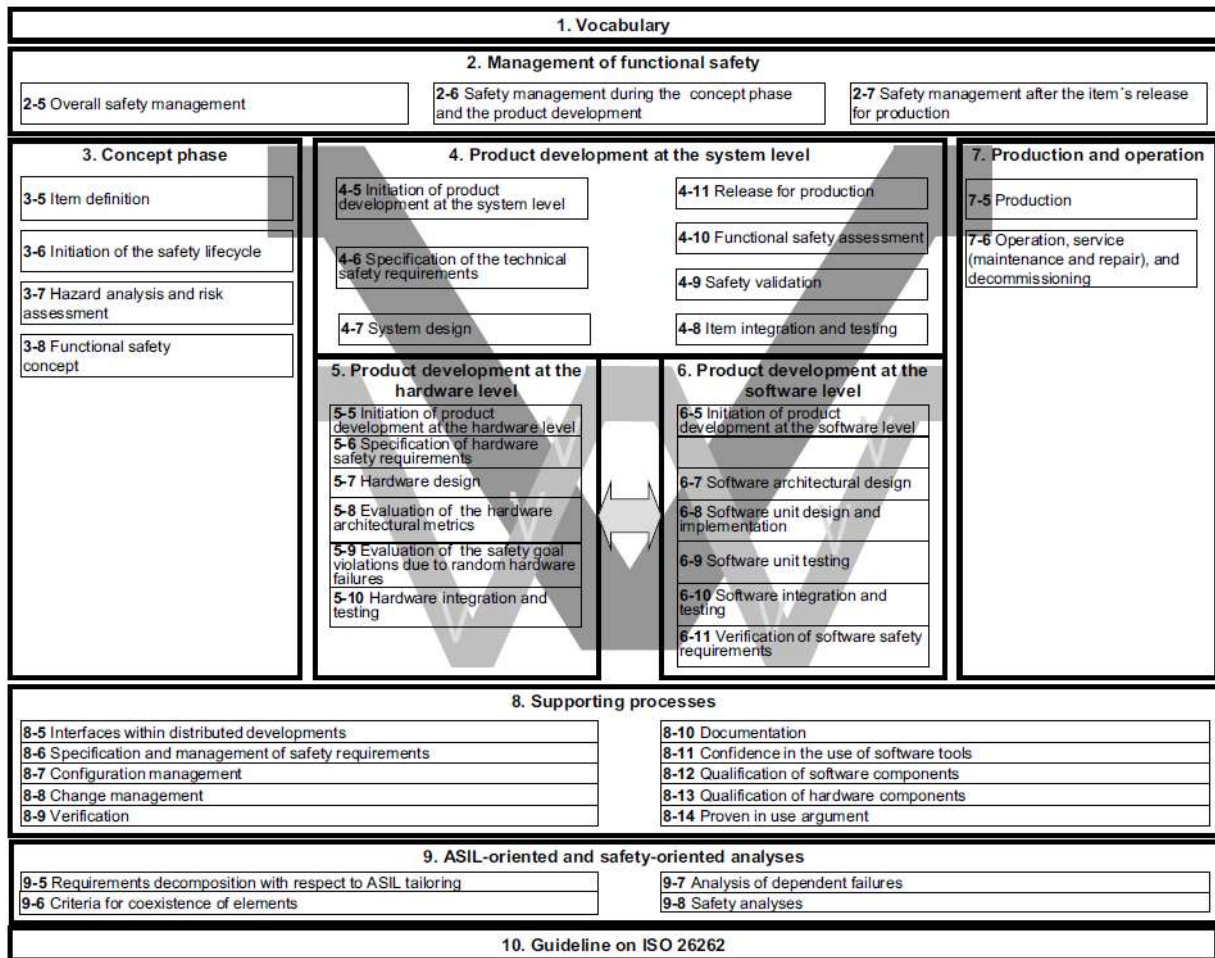 1. Vocabulary
2. Management of functional safety
2-5 Overall safety management
2-6 Safety management during the concept phase
and the product development
2-7 Safety management after the item´s release
for production
3. Concept phase
3-5 Item definition
3-6 Initiation of the safety lifecycle
3-7 Hazard analysis and risk
assessment
3-8 Functional safety
concept
4. Product development at the system level
4-5 Initiation of product
development at the system level
4-6 Specification of the technical
safety requirements
4-7 System design
4-11 Release for production
4-10 Functional safety assessment
4-9 Safety validation
4-8 Item integration and testing
5. Product development at the
hardware level
5-5 Initiation of product
development at the hardware level
5-6 Specification of hardware
safety requirements
5-7 Hardware design
5-8 Evaluation of the hardware
architectural metrics
5-9 Evaluation of the safety goal
violations due to random hardware
failures
5-10 Hardware integration and
testing
6. Product development at the
software level
6-5 Initiation of product
development at the software level
6-7 Software architectural design
6-8 Software unit design and
implementation
6-9 Software unit testing
6-10 Software integration and
testing
6-11 Verification of software safety
requirements
7. Production and operation
7-5 Production
7-6 Operation, service
(maintenance and repair), and
decommissioning
8. Supporting processes
8-5 Interfaces within distributed developments
8-6 Specification and management of safety requirements
8-7 Configuration management
8-8 Change management
8-9 Verification
8-10 Documentation
8-11 Confidence in the use of software tools
8-12 Qualification of software components
8-13 Qualification of hardware components
8-14 Proven in use argument
9. ASIL-oriented and safety-oriented analyses
9-5 Requirements decomposition with respect to ASIL tailoring
9-6 Criteria for coexistence of elements
9-7 Analysis of dependent failures
9-8 Safety analyses
10. Guideline on ISO 26262